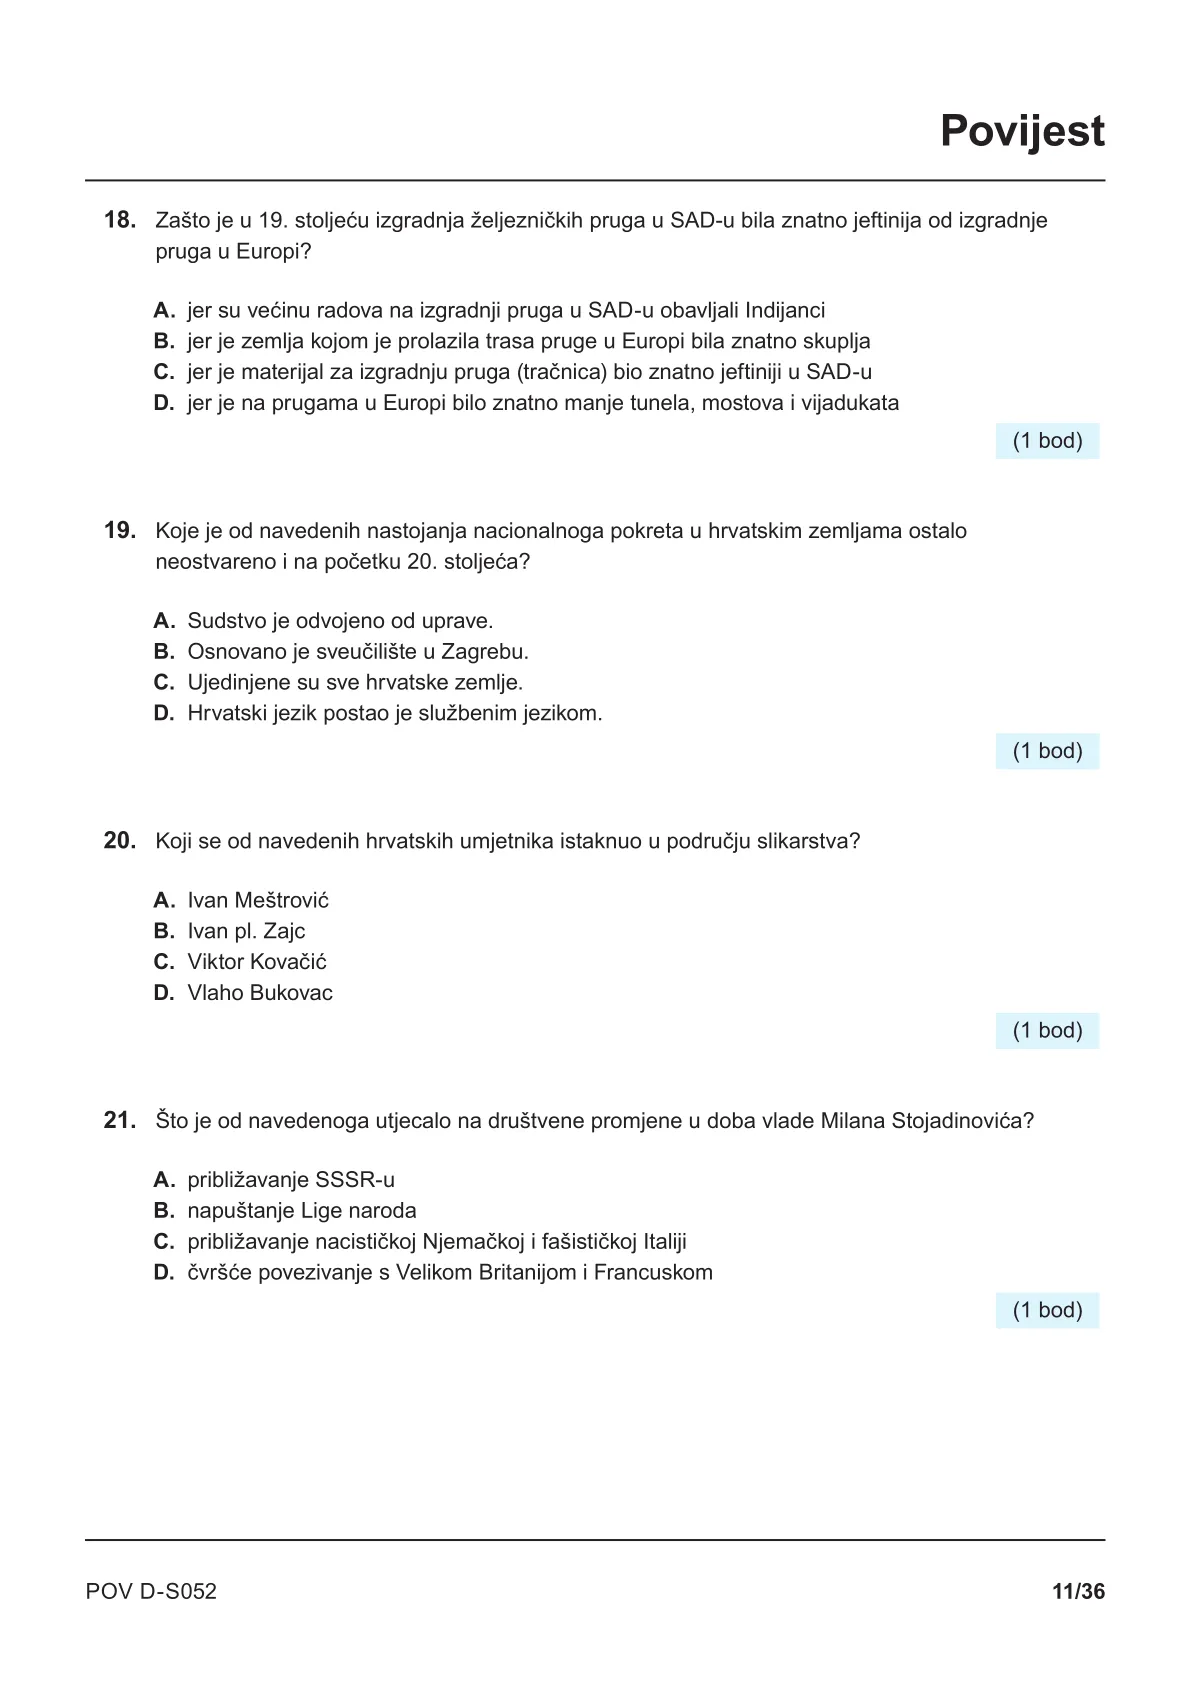 Povijest
18. Zašto je u 19. stoljeću izgradnja željezničkih pruga u SAD-u bila znatno jeftinija od izgradnje
pruga u Europi?
A. jer su većinu radova na izgradnji pruga u SAD-u obavljali Indijanci
B. jer je zemlja kojom je prolazila trasa pruge u Europi bila znatno skuplja
C. jer je materijal za izgradnju pruga (tračnica) bio znatno jeftiniji u SAD-u
D. jer je na prugama u Europi bilo znatno manje tunela, mostova i vijadukata
(1 bod)
19. Koje je od navedenih nastojanja nacionalnoga pokreta u hrvatskim zemljama ostalo
neostvareno i na početku 20. stoljeća?
A. Sudstvo je odvojeno od uprave.
B. Osnovano je sveučilište u Zagrebu.
C. Ujedinjene su sve hrvatske zemlje.
D. Hrvatski jezik postao je službenim jezikom.
(1 bod)
20. Koji se od navedenih hrvatskih umjetnika istaknuo u području slikarstva?
A. Ivan Meštrović
B. Ivan pl. Zajc
C. Viktor Kovačić
D. Vlaho Bukovac
(1 bod)
21. Što je od navedenoga utjecalo na društvene promjene u doba vlade Milana Stojadinovića?
A. približavanje SSSR-u
B. napuštanje Lige naroda
C. približavanje nacističkoj Njemačkoj i fašističkoj Italiji
D. čvršće povezivanje s Velikom Britanijom i Francuskom
(1 bod)
POV D-S052
11/36